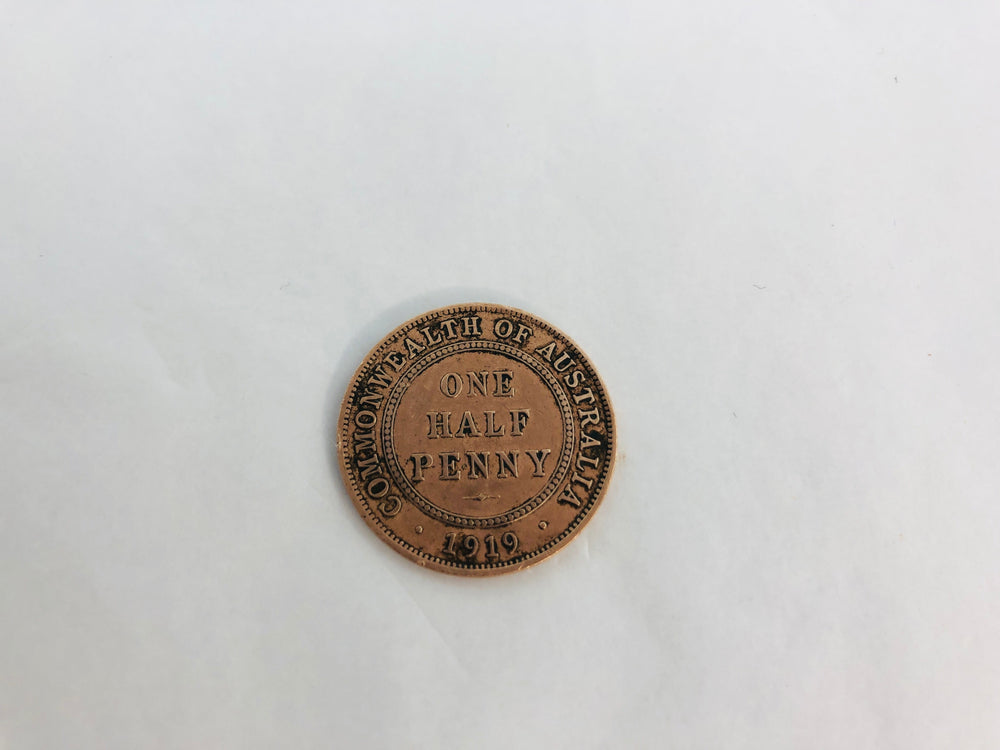 COMMONWEALTH OF AUSTRALIA
ONE
HALF
PENNY
1919